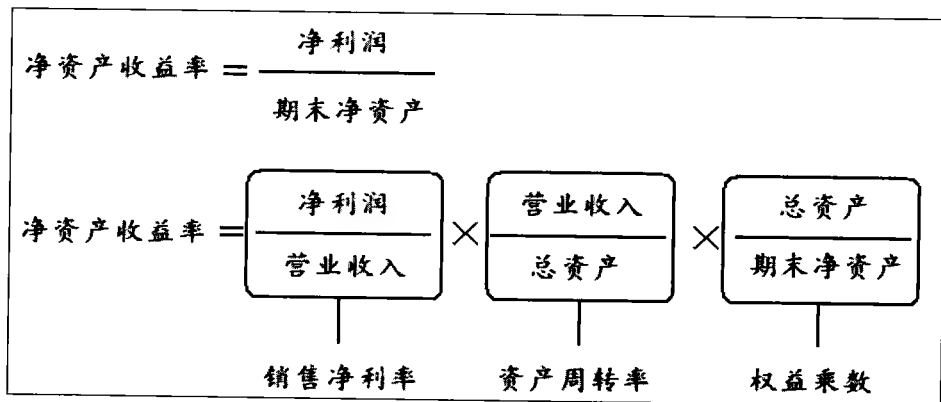 净资产收益率=净利润/期末净资产
净资产收益率=净利润/营业收入×营业收入/总资产×总资产/期末净资产
销售净利率 资产周转率 权益乘数